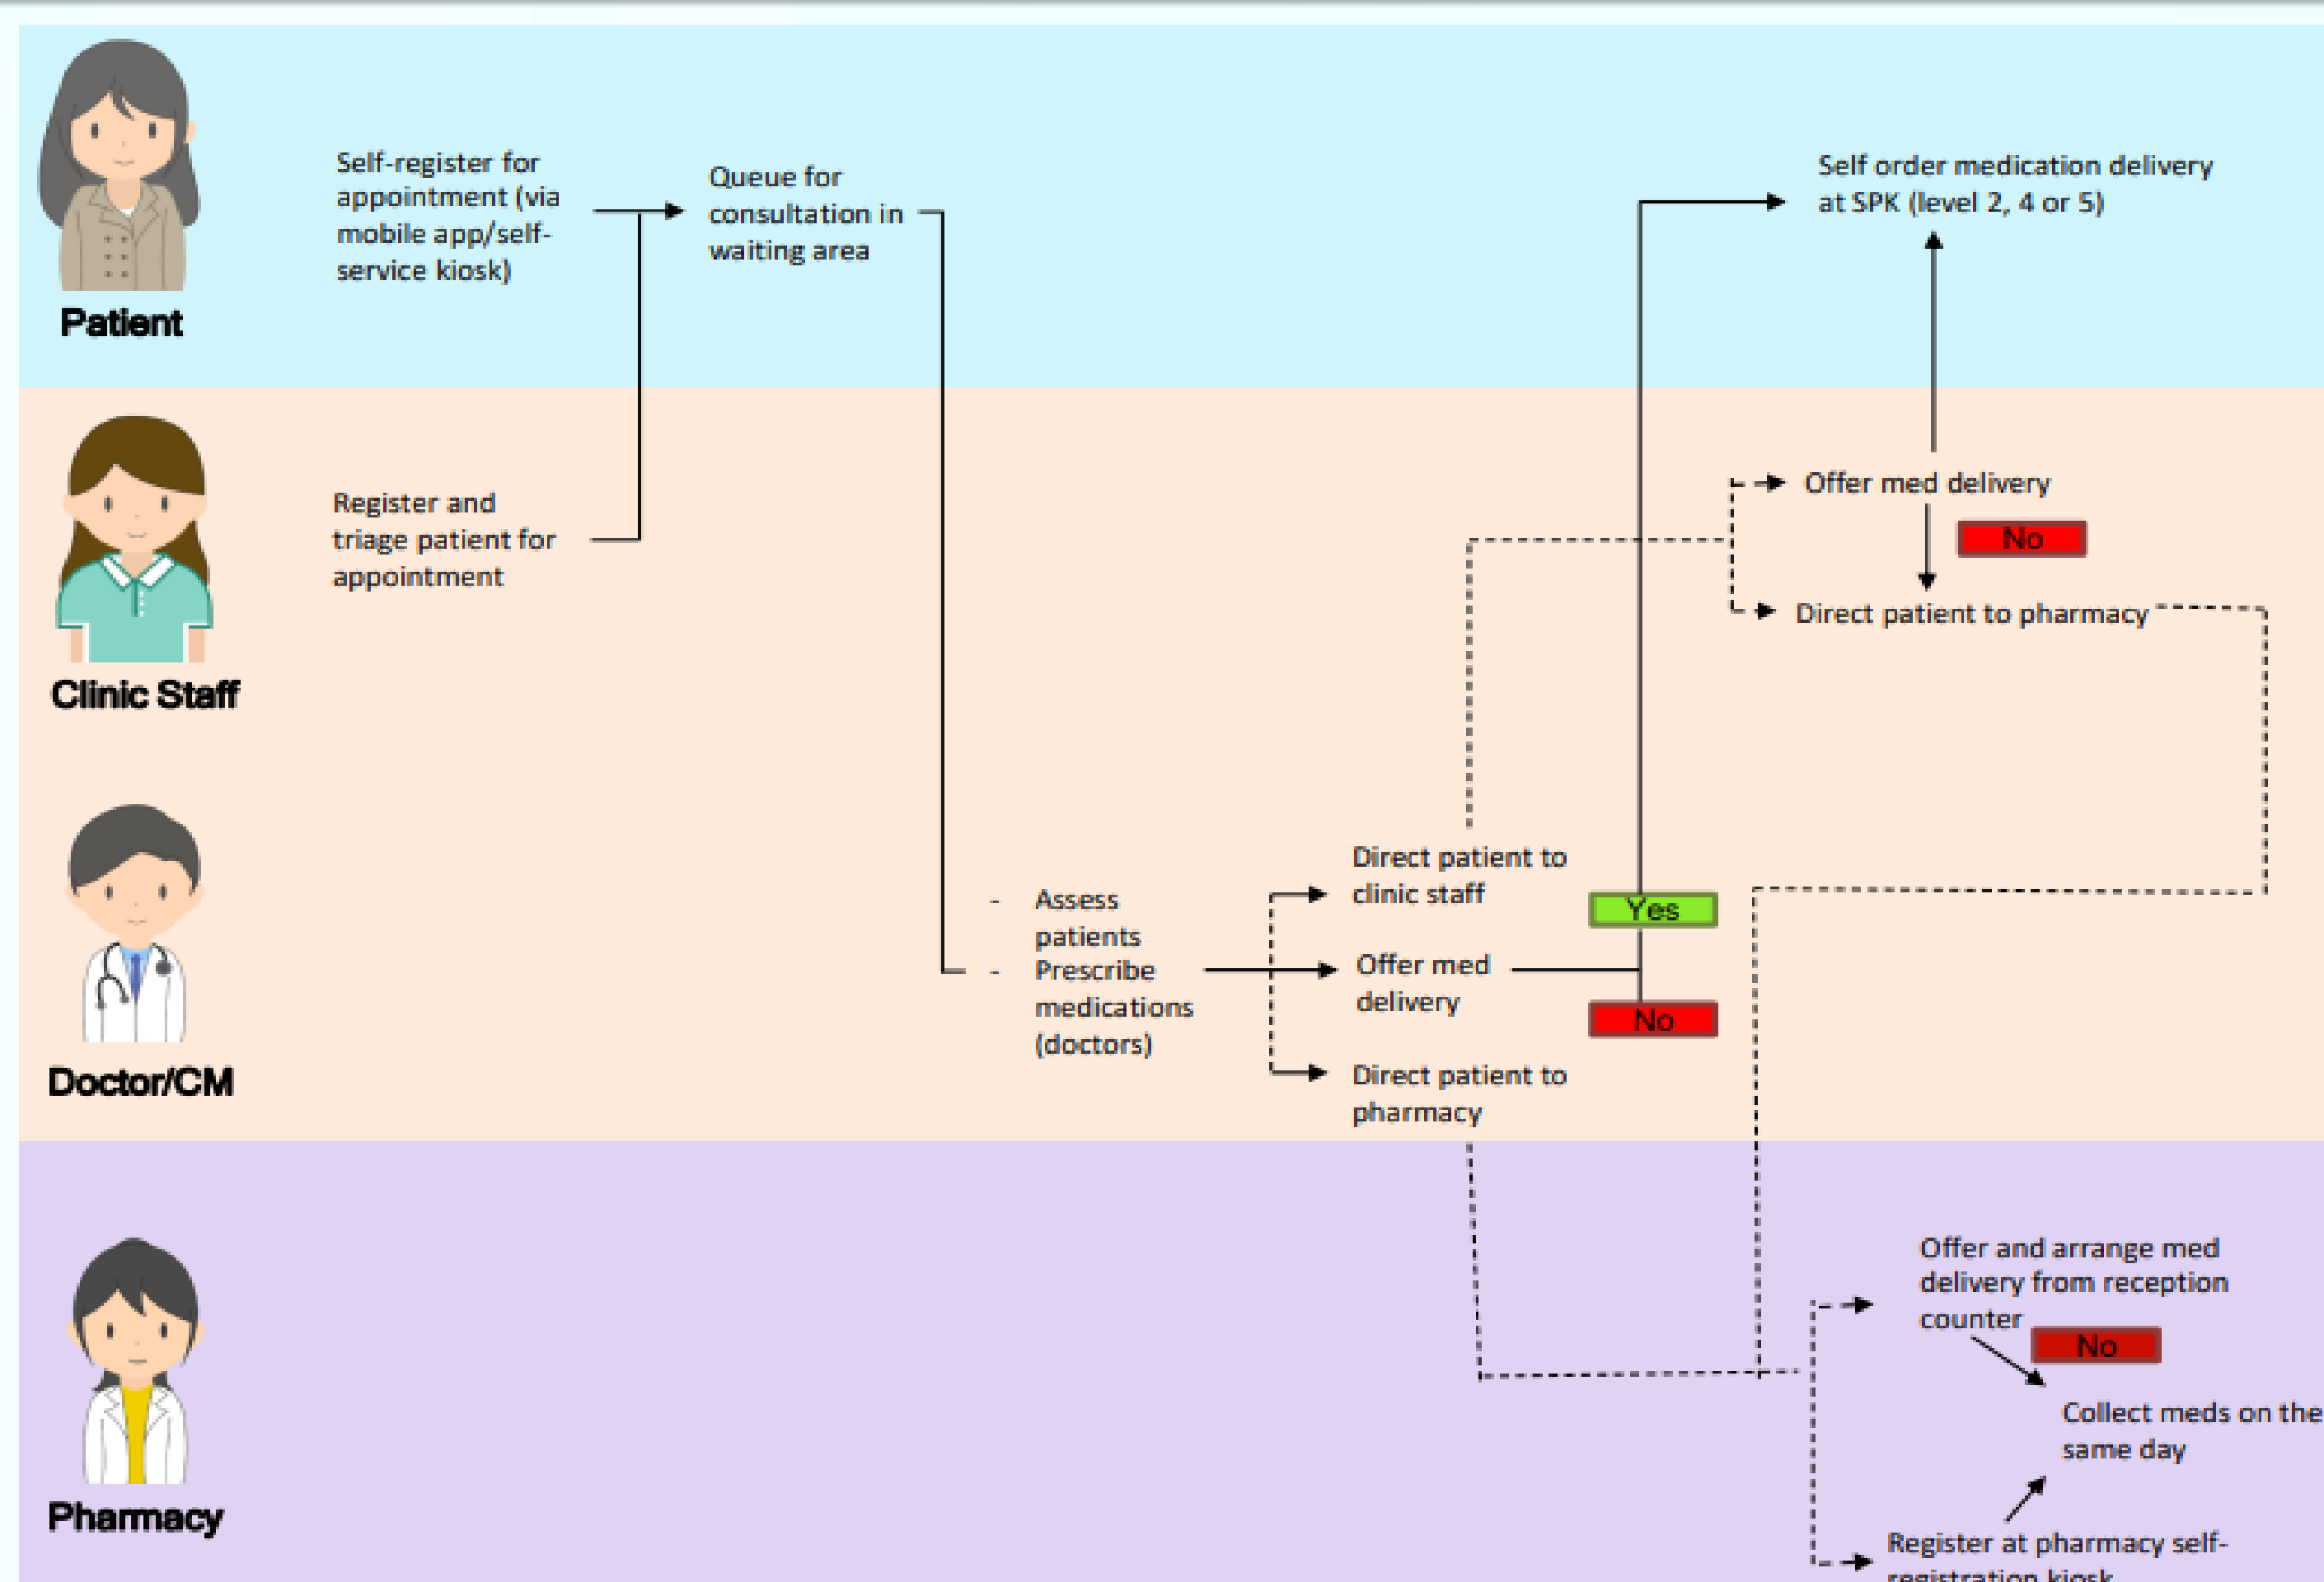 Self-register for
appointment (via
mobile app/self-
service kiosk)
Queue for
consultation in
waiting area
Self order medication delivery
at SPK (level 2, 4 or 5)
Patient
Register and
triage patient for
appointment
Offer med delivery
No
Direct patient to pharmacy
Clinic Staff
- Assess
patients
- Prescribe
medications
(doctors)
Direct patient to
clinic staff
Yes
Offer med
delivery
No
Direct patient to
pharmacy
Doctor/CM
Offer and arrange med
delivery from reception
counter
No
Collect meds on the
same day
Pharmacy
Register at pharmacy self-
registration kiosk